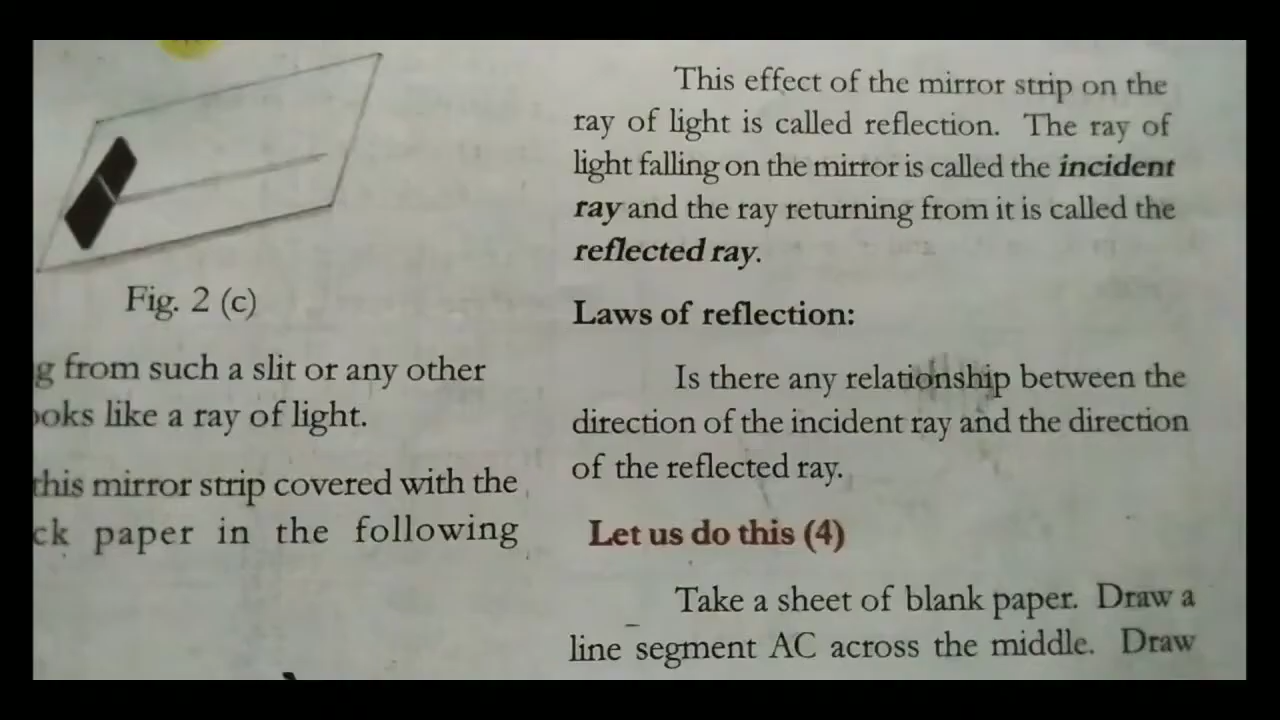 Fig. 2 (c)
g from such a slit or any other
ooks like a ray of light.
this mirror strip covered with the
ck paper in the following
This effect of the mirror strip on the
ray of light is called reflection. The ray of
light falling on the mirror is called the incident
ray and the ray returning from it is called the
reflected ray.
Laws of reflection:
Is there any relationship between the
direction of the incident ray and the direction
of the reflected ray.
Let us do this (4)
Take a sheet of blank paper. Draw a
line segment AC across the middle. Draw